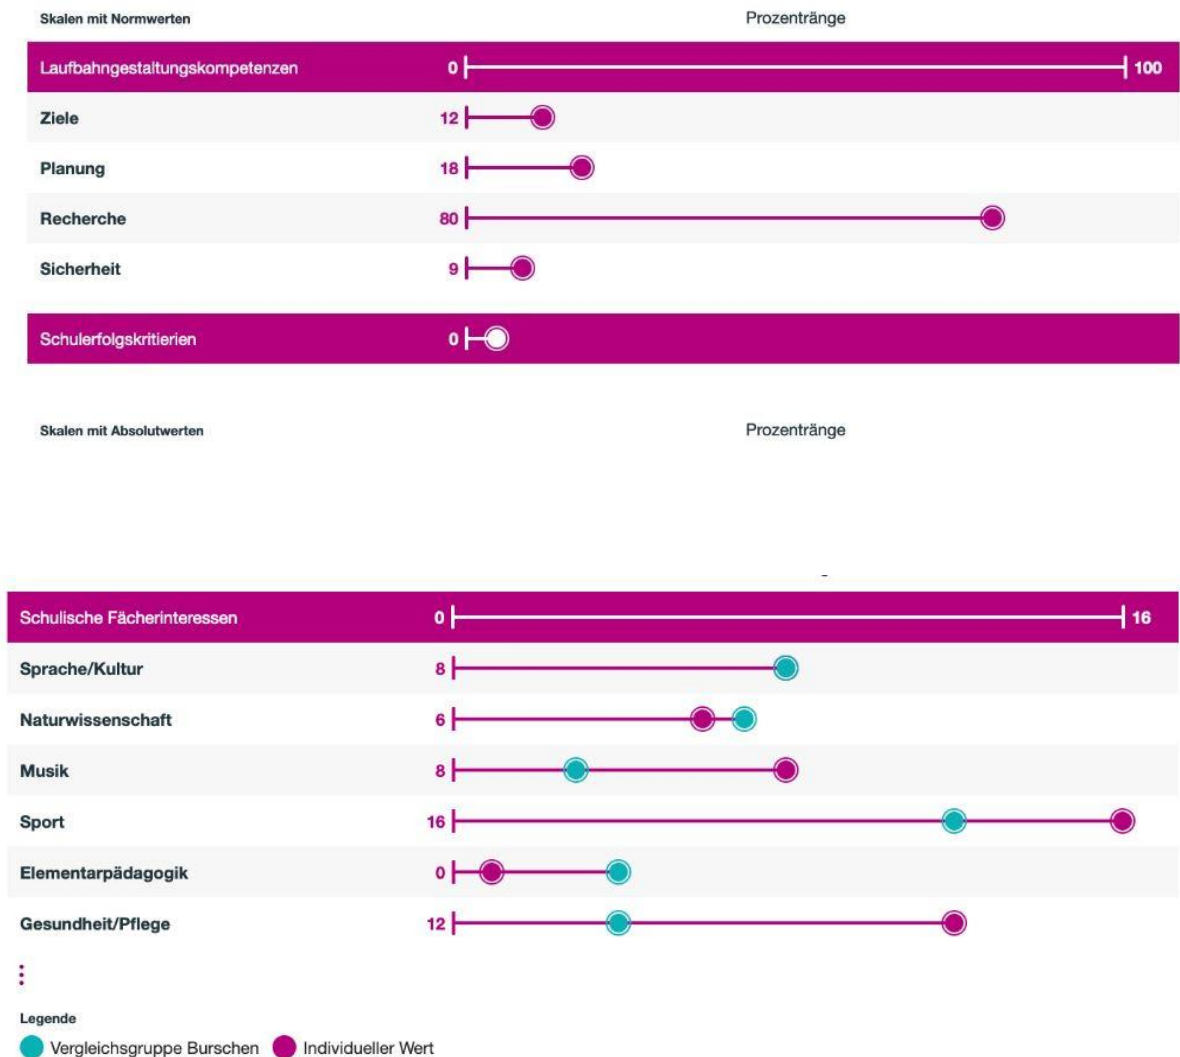 Skalen mit Normwerten Prozentränge
Laufbahngestaltungskompetenzen 0 100
Ziele 12
Planung 18
Recherche 80
Sicherheit 9
Schulerfolgskritierien 0
Skalen mit Absolutwerten Prozentränge
Schulische Fächerinteressen 0 16
Sprache/Kultur 8
Naturwissenschaft 6
Musik 8
Sport 16
Elementarpädagogik 0
Gesundheit/Pflege 12
Legende
Vergleichsgruppe Burschen Individueller Wert